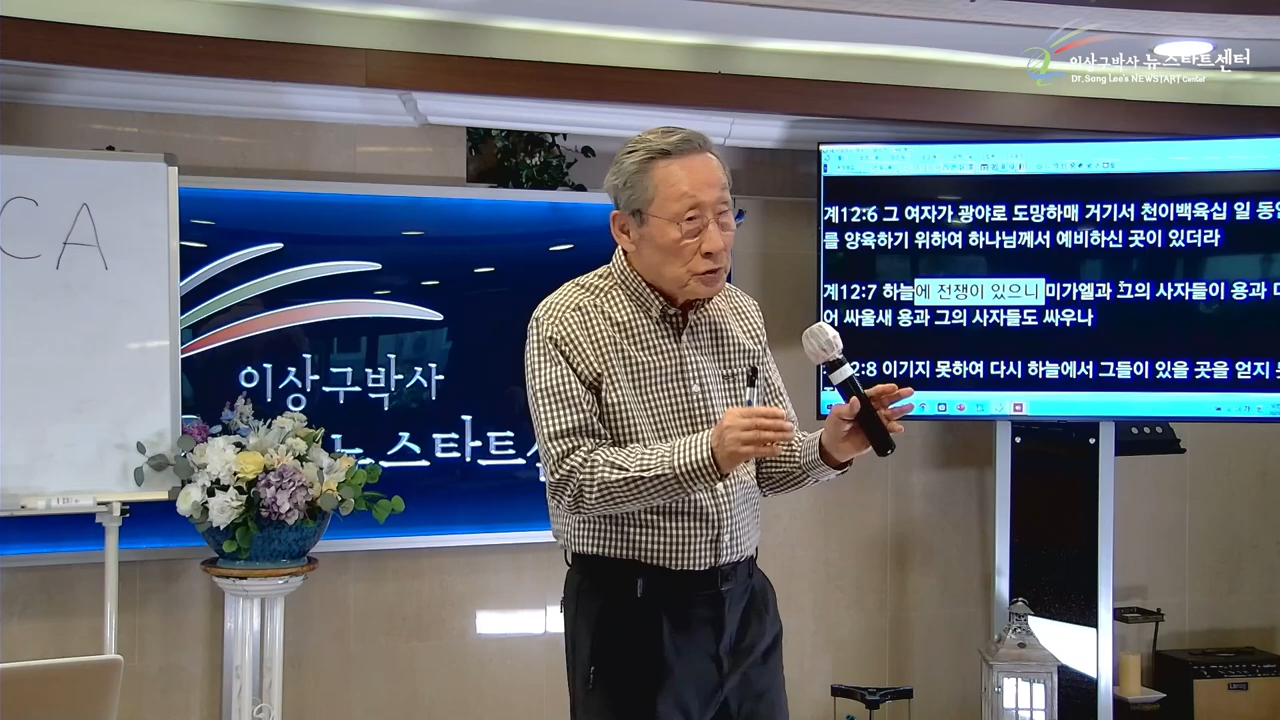 이상구박사 뉴스타트센터
Dr. Sang Lee's NEWSTART Center
CA
이상구박사
뉴스타트
계12:6 그 여자가 광야로 도망하매 거기서 천이백육십 일 동안
를 양육하기 위하여 하나님께서 예비하신 곳이 있더라
계12:7 하늘에 전쟁이 있으니 미가엘과 그의 사자들이 용과 더
어 싸울새 용과 그의 사자들도 싸우나
12:8 이기지 못하여 다시 하늘에서 그들이 있을 곳을 얻지 못
Laney